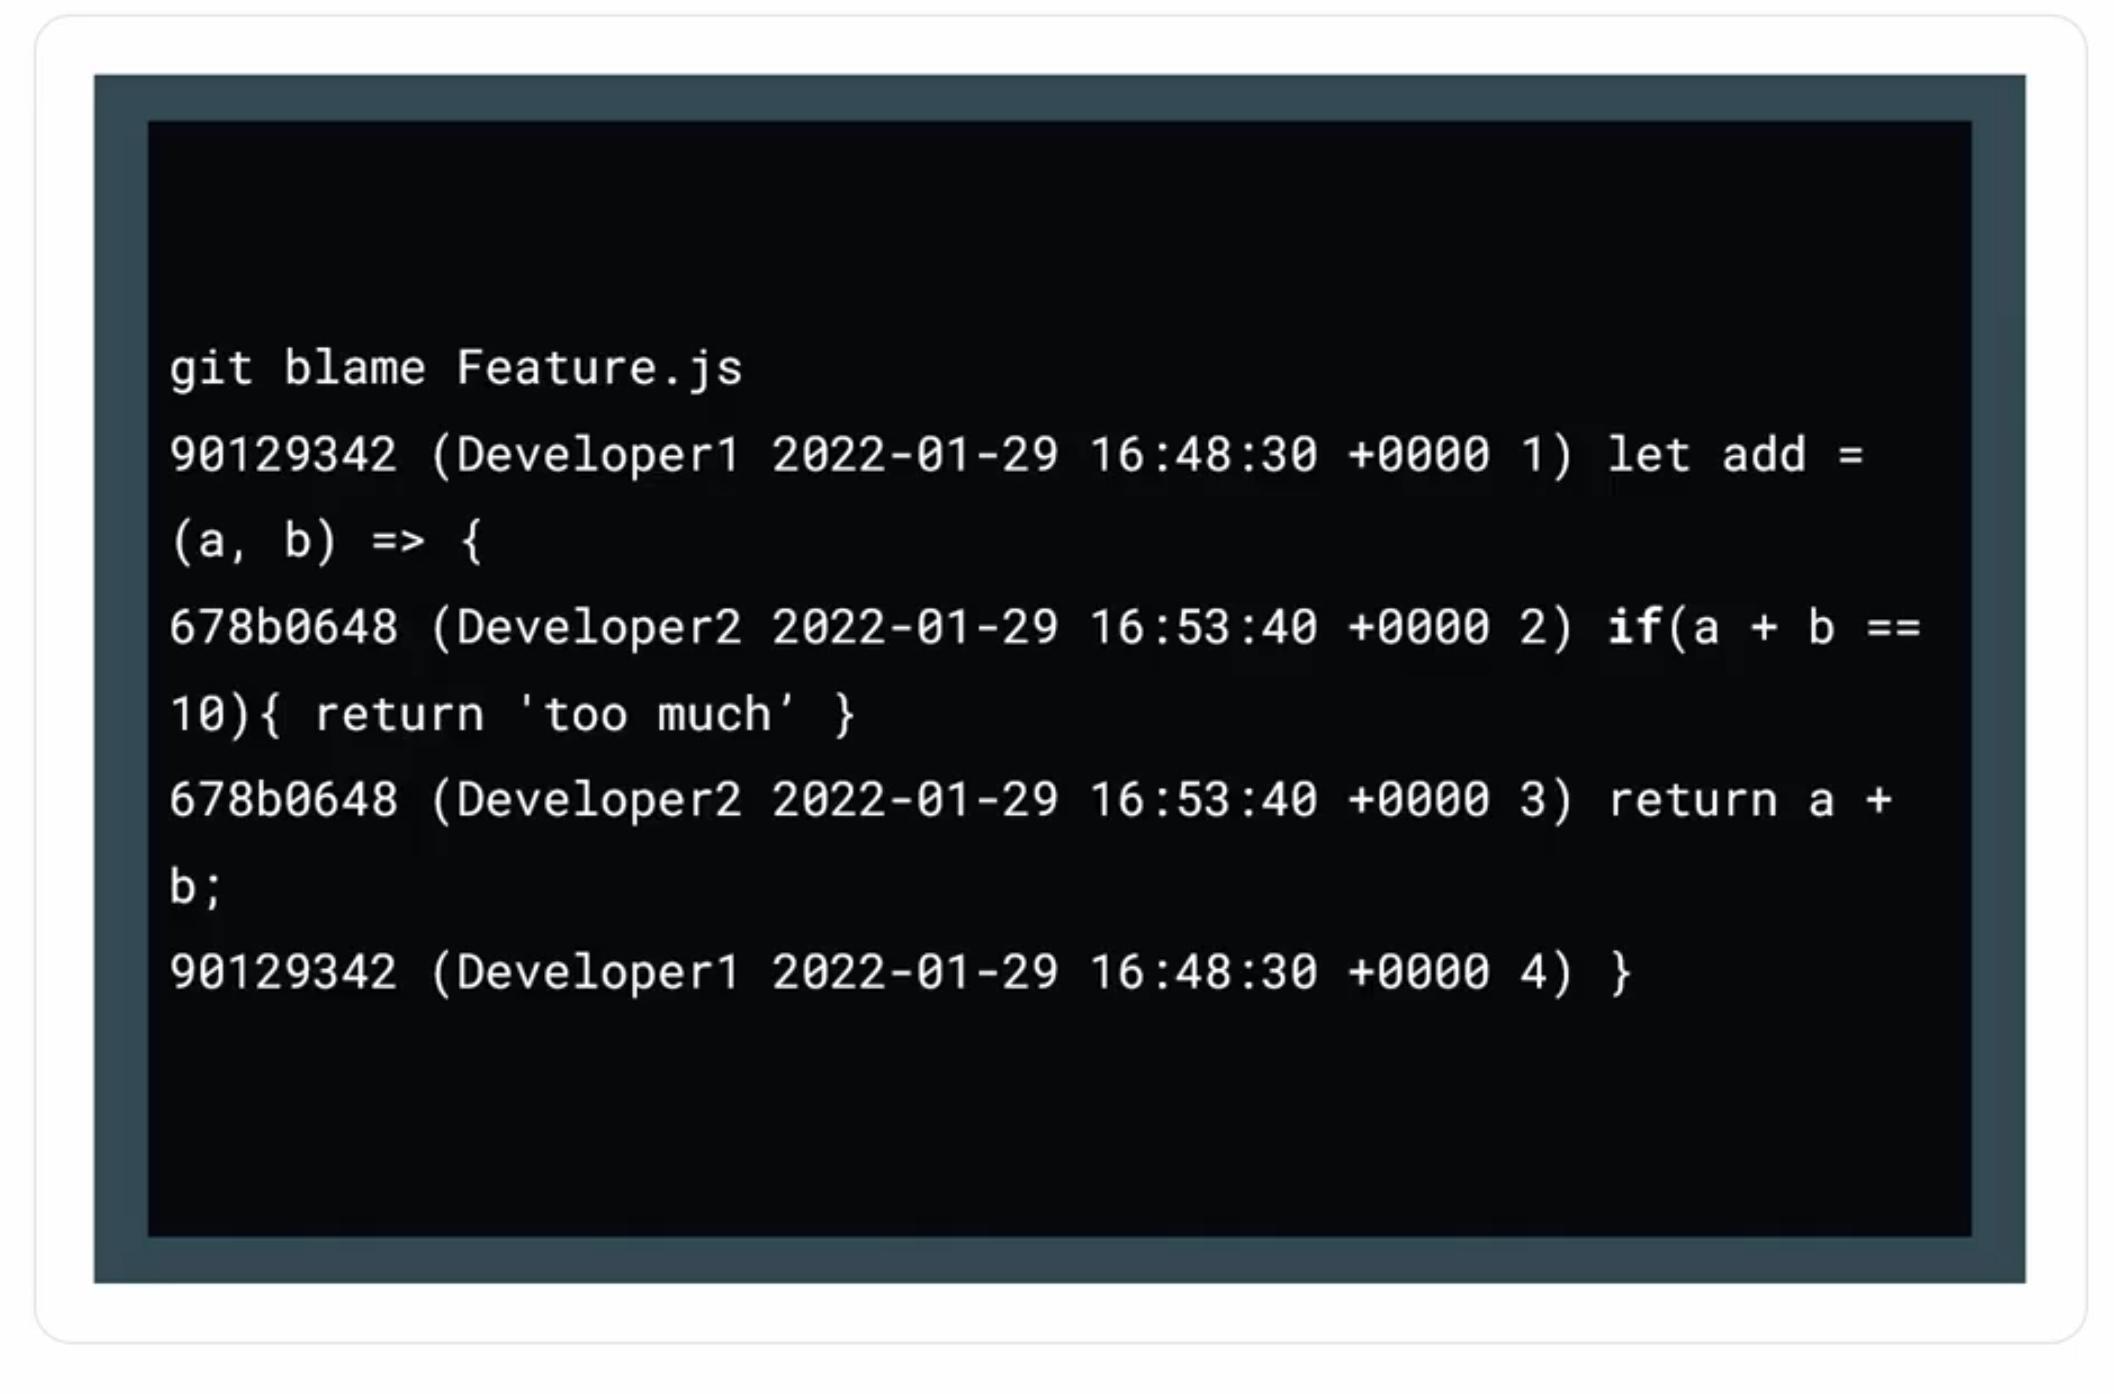 git blame Feature.js
90129342 (Developer1 2022-01-29 16:48:30 +0000 1) let add =
(a, b) => {
678b0648 (Developer2 2022-01-29 16:53:40 +0000 2) if(a + b ==
10){ return 'too much’ }
678b0648 (Developer2 2022-01-29 16:53:40 +0000 3) return a +
b;
90129342 (Developer1 2022-01-29 16:48:30 +0000 4) }